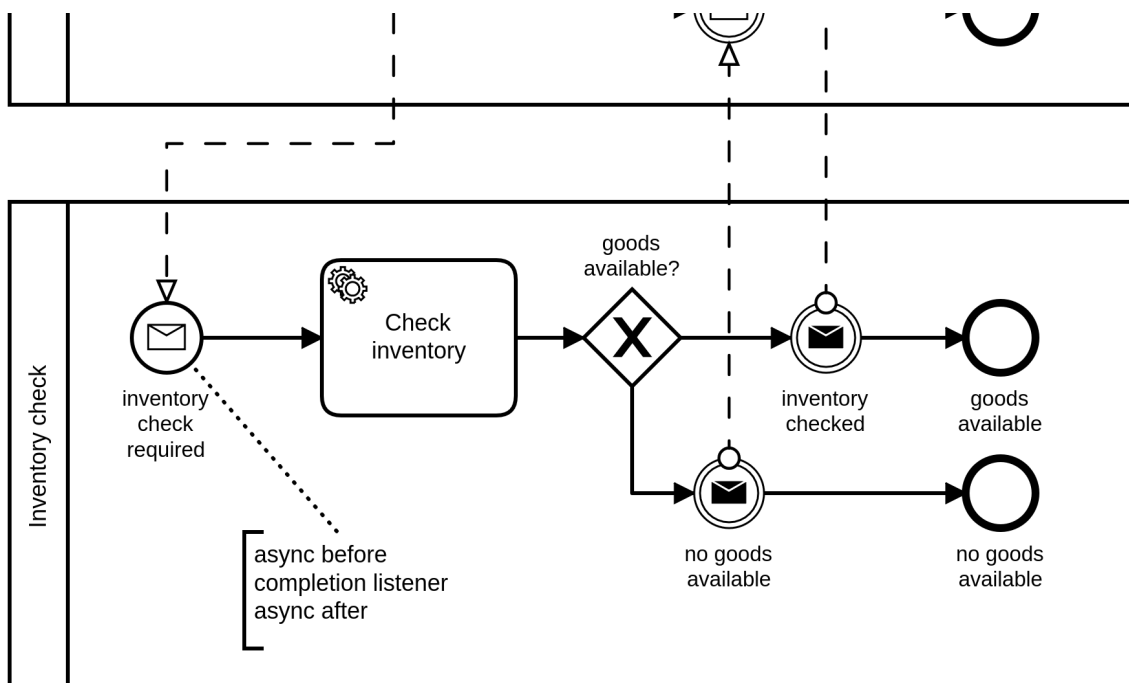 goods
available?
Check
inventory
inventory
check
required
inventory
checked
goods
available
Inventory check
no goods
available
no goods
available
async before
completion listener
async after